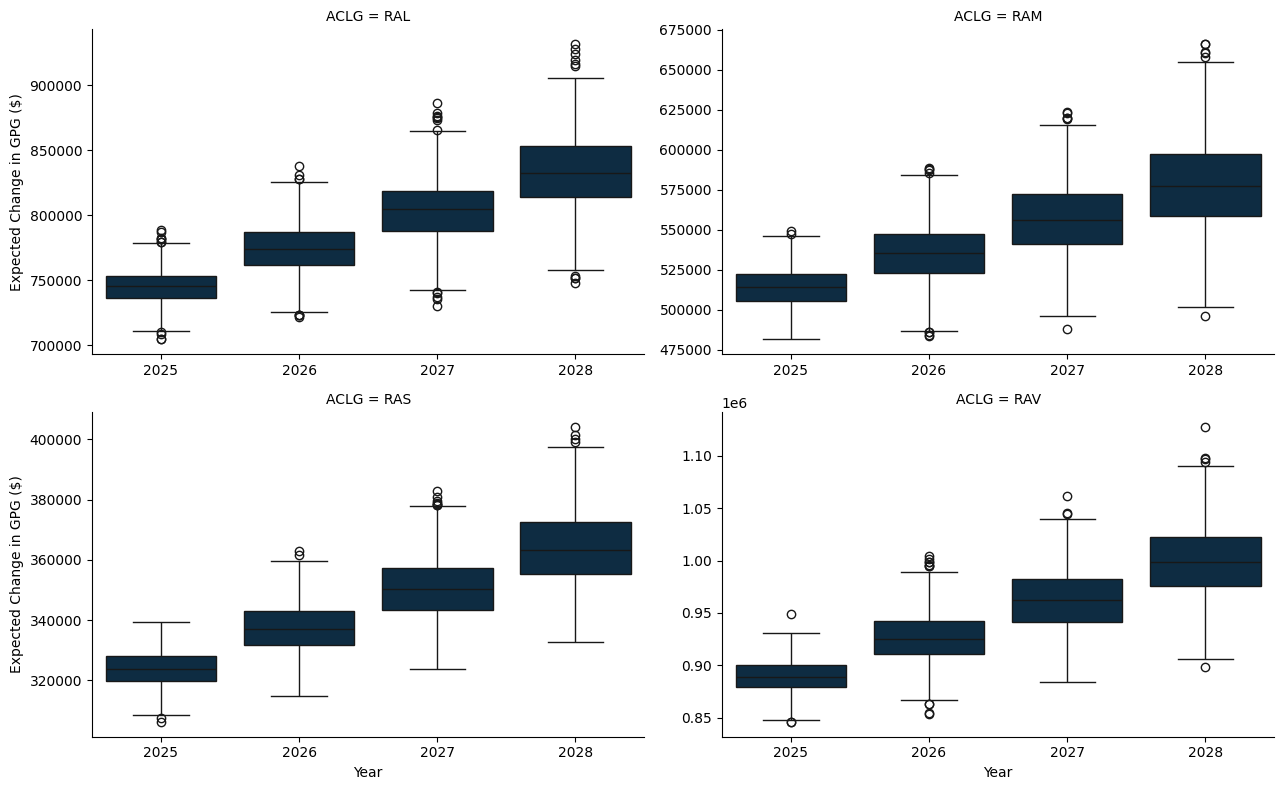 ACLG = RAL
Expected Change in GPG ($)
900000
850000
800000
750000
700000
2025 2026 2027 2028
ACLG = RAM
675000
650000
625000
600000
575000
550000
525000
500000
475000
2025 2026 2027 2028
ACLG = RAS
Expected Change in GPG ($)
400000
380000
360000
340000
320000
2025 2026 2027 2028
Year
ACLG = RAV
1e6
1.10
1.05
1.00
0.95
0.90
0.85
2025 2026 2027 2028
Year